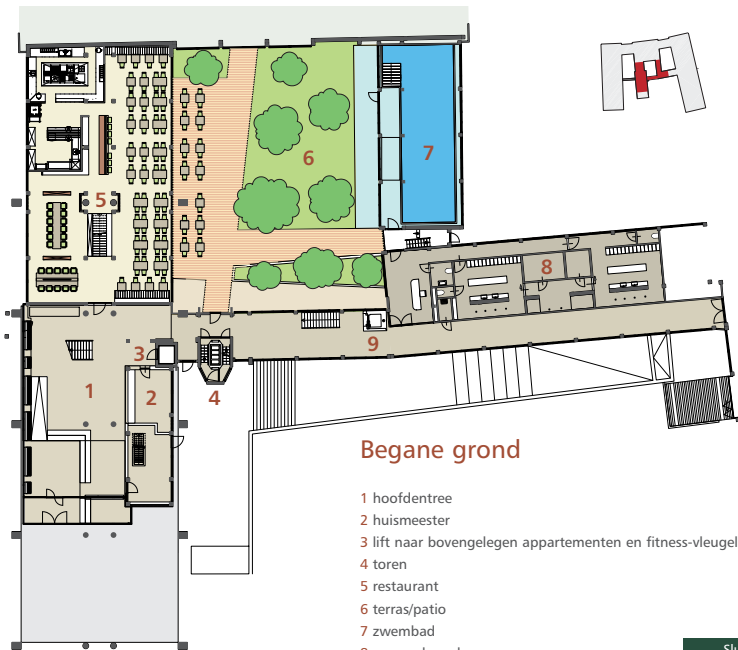 5
6
7
8
9
3
1
2
4
Begane grond
1 hoofdentree
2 huismeester
3 lift naar bovengelegen appartementen en fitness-vleugel
4 toren
5 restaurant
6 terras/patio
7 zwembad